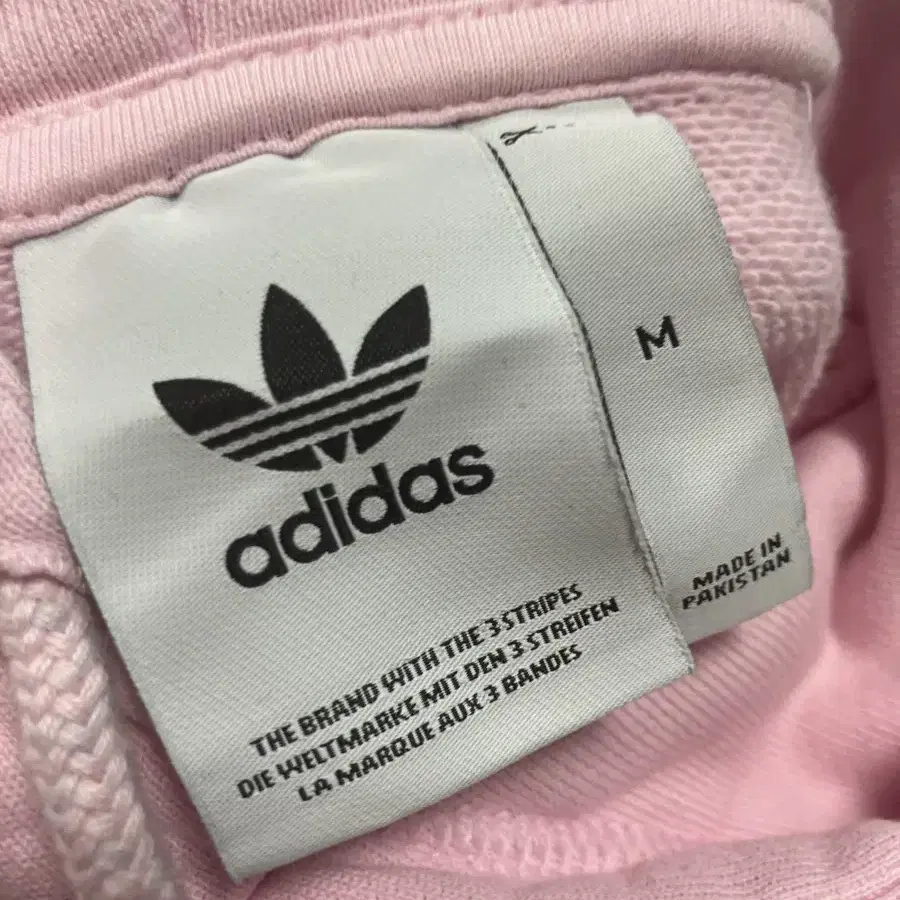 adidas
THE BRAND WITH THE 3 STRIPES
DIE WELTMARKE MIT DEN 3 STREIFEN
LA MARQUE AUX 3 BANDES
M
MADE IN
PAKISTAN